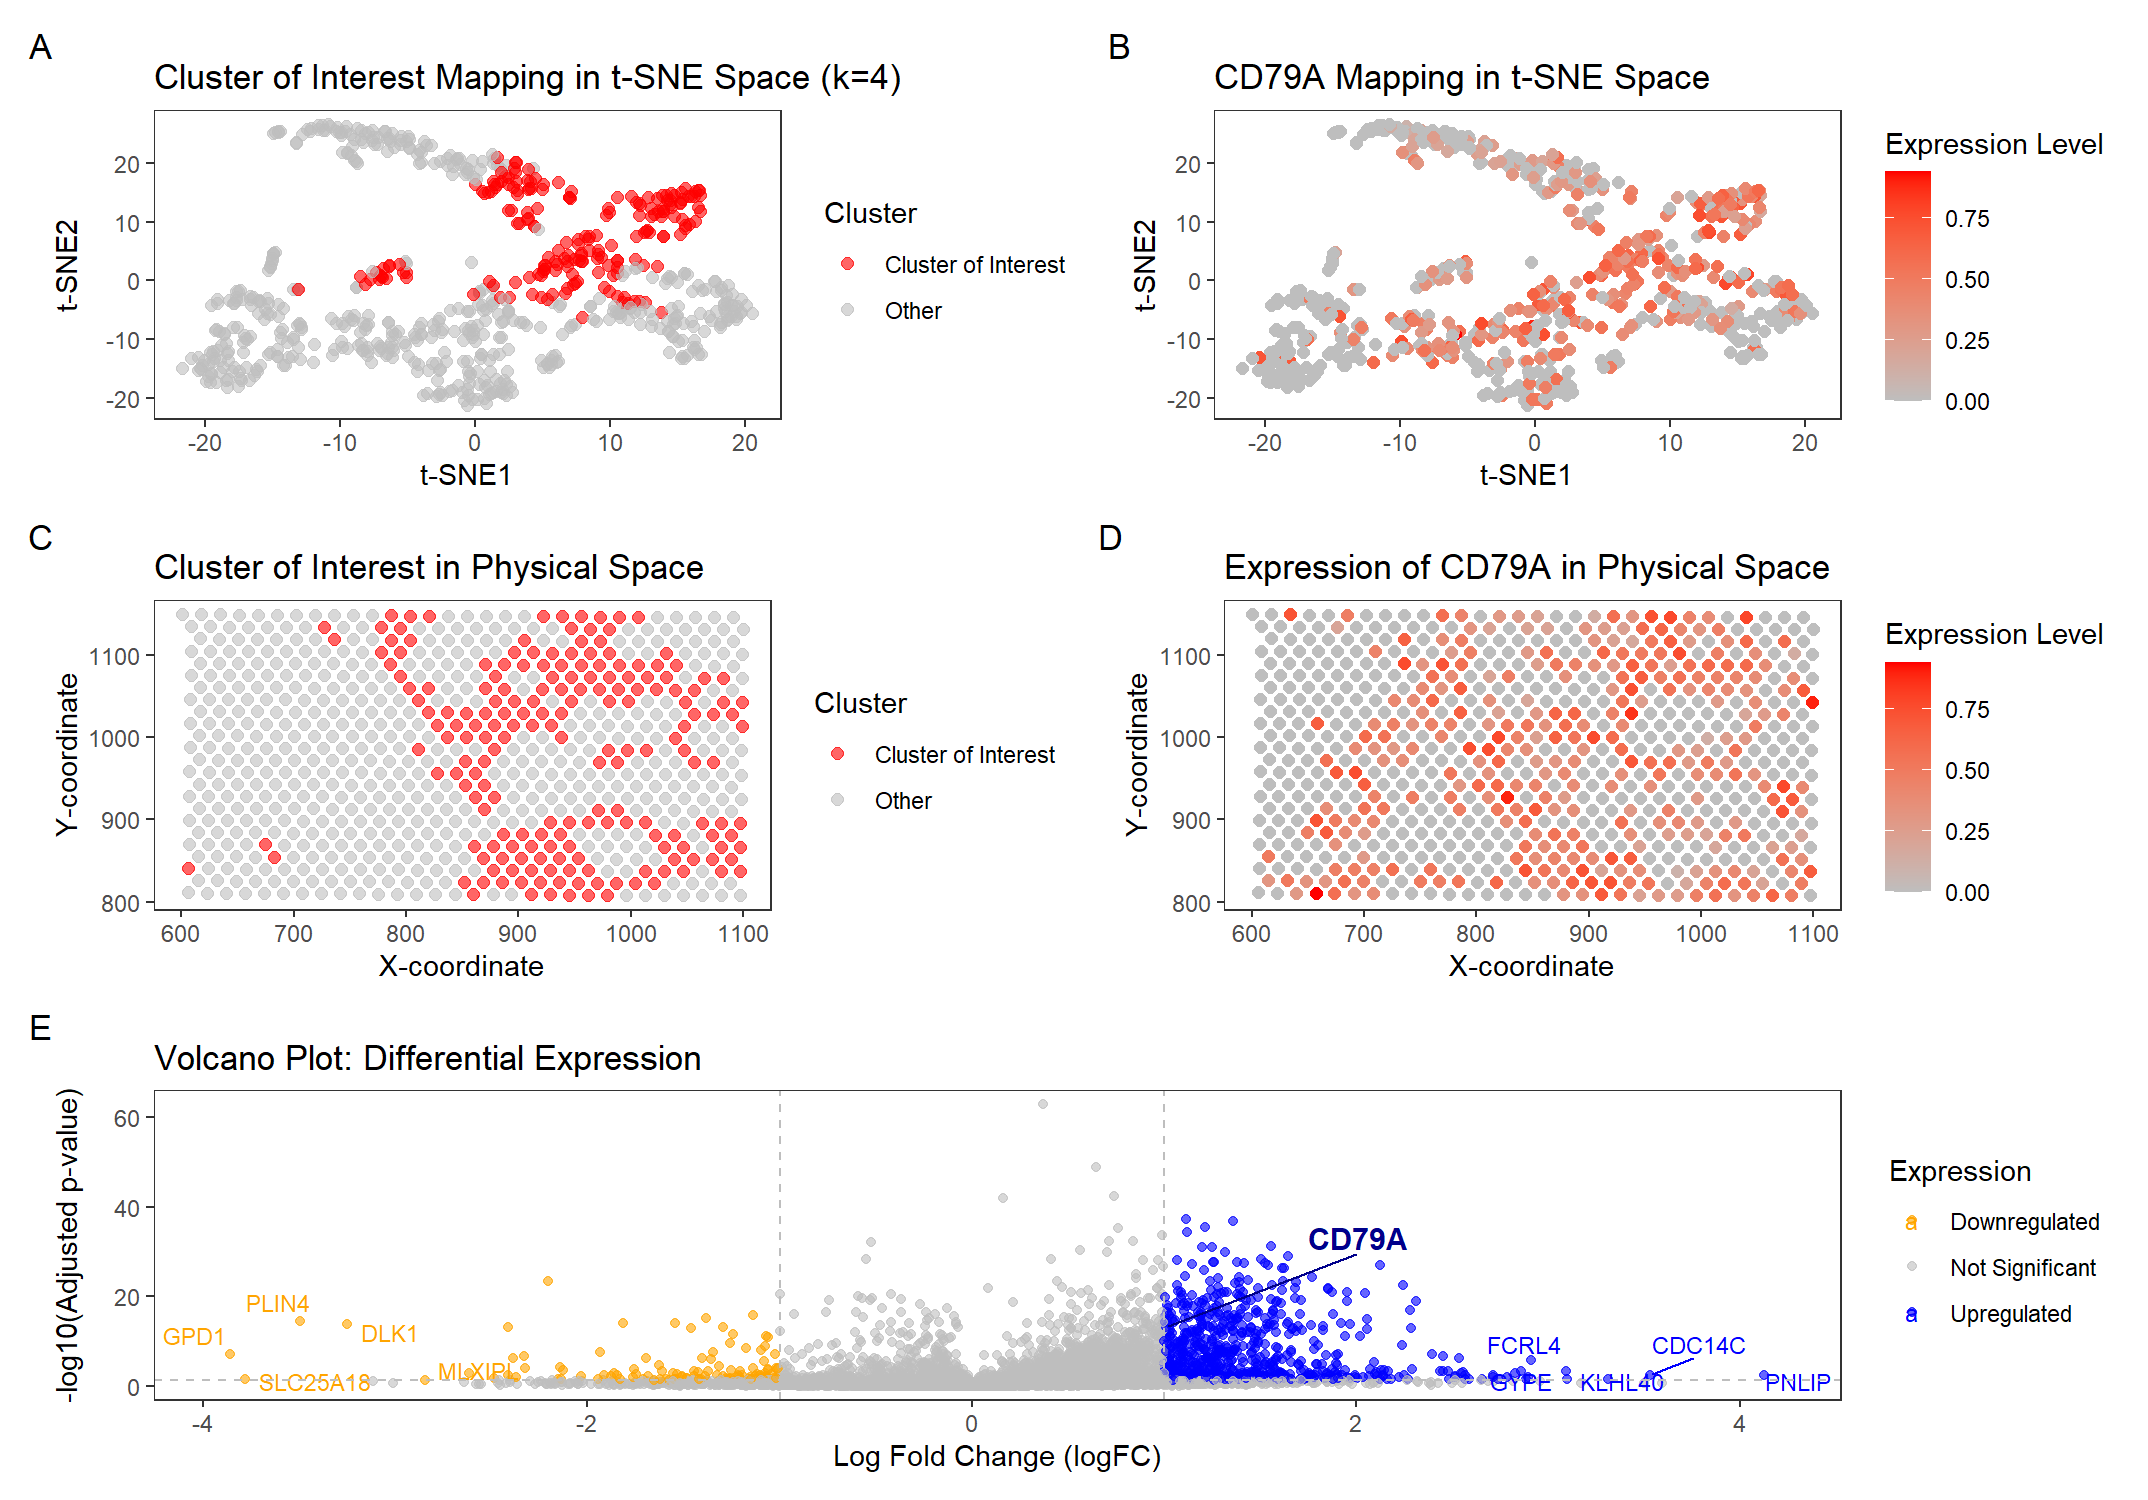 A
Cluster of Interest Mapping in t-SNE Space (k=4)
t-SNE2
20
10
0
-10
-20
-20
-10
0
10
20
t-SNE1
Cluster
Cluster of Interest
Other
B
CD79A Mapping in t-SNE Space
t-SNE2
20
10
0
-10
-20
-20
-10
0
10
20
t-SNE1
Expression Level
0.75
0.50
0.25
0.00
C
Cluster of Interest in Physical Space
Y-coordinate
1100
1000
900
800
600
700
800
900
1000
1100
X-coordinate
Cluster
Cluster of Interest
Other
D
Expression of CD79A in Physical Space
Y-coordinate
1100
1000
900
800
600
700
800
900
1000
1100
X-coordinate
Expression Level
0.75
0.50
0.25
0.00
E
Volcano Plot: Differential Expression
-log10(Adjusted p-value)
60
40
20
0
CD79A
PLIN4
GPD1
DLK1
SLC25A18
MLXIPL
FCRL4
CDC14C
GYPE
KLHL40
PNLIP
-4
-2
0
2
4
Log Fold Change (logFC)
Expression
a Downregulated
Not Significant
a Upregulated